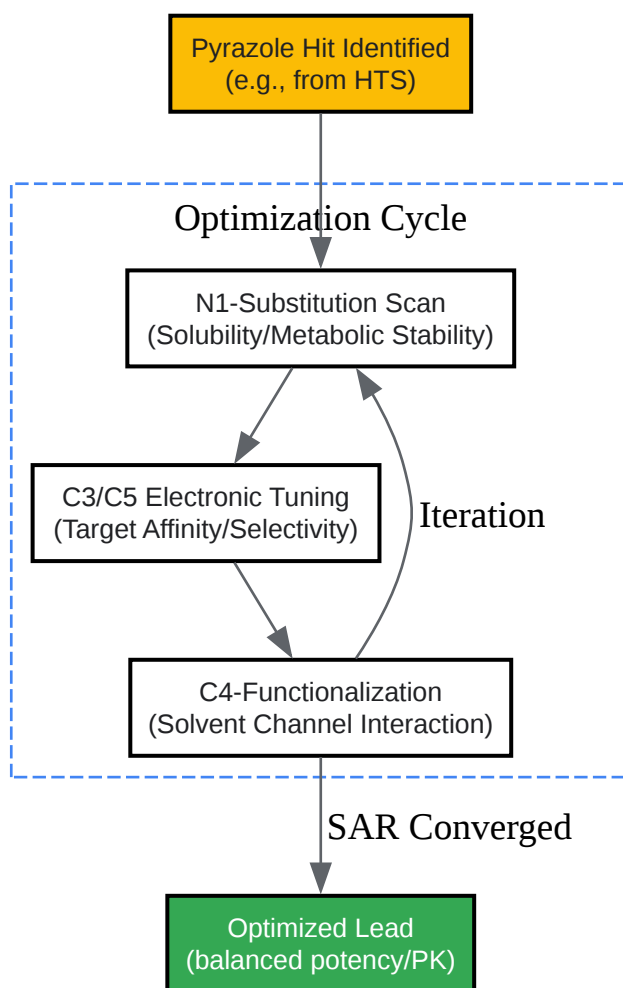 Pyrazole Hit Identified
(e.g., from HTS)
Optimization Cycle
N1-Substitution Scan
(Solubility/Metabolic Stability)
C3/C5 Electronic Tuning
(Target Affinity/Selectivity)
Iteration
C4-Functionalization
(Solvent Channel Interaction)
SAR Converged
Optimized Lead
(balanced potency/PK)